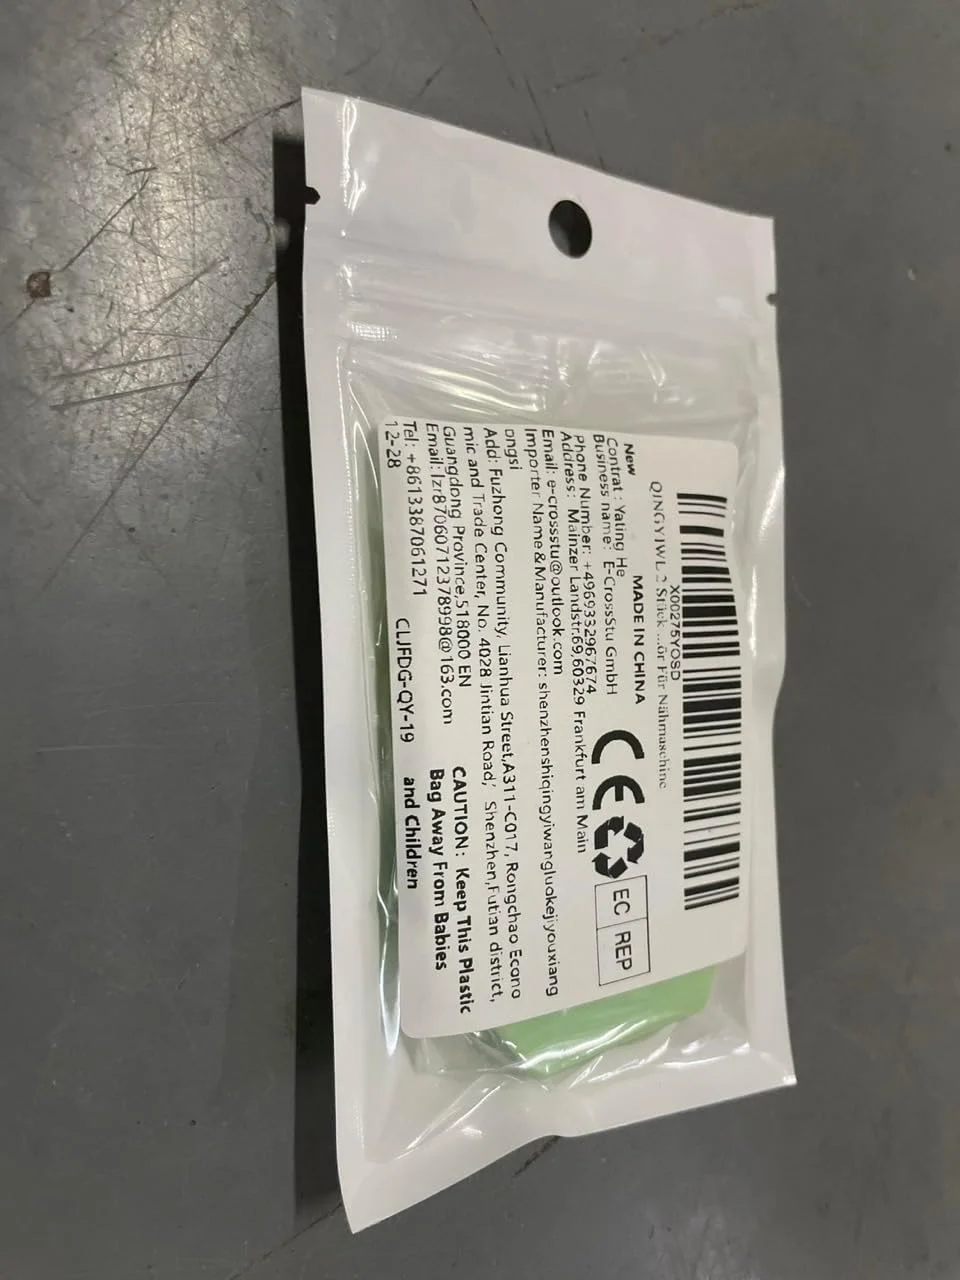 X00275YOSD
QINGYIWL 2 Stück ...ör Für Nähmaschine
New
MADE IN CHINA
Contrat : Yaling He
Business name: E-CrossStu GmbH
Phone Number: +4969332967674
Address: Mainzer Landstr.69,60329 Frankfurt am Main
Email: e-crossstu@outlook.com
EC REP
Importer Name&Manufacturer: shenzhenshiqingyiwangluokejiyouxiang
ongsi
Add: Fuzhong Community, Lianhua Street,A311-C017, Rongchao Econo
mic and Trade Center, No. 4028 Jintian Road, Shenzhen,Futian district,
Guangdong Province,518000 EN
Email: lzr87060712378998@163.com
Tel: +8613387061271
12-28
CLJFDG-QY-19
CAUTION: Keep This Plastic
Bag Away From Babies
and Children